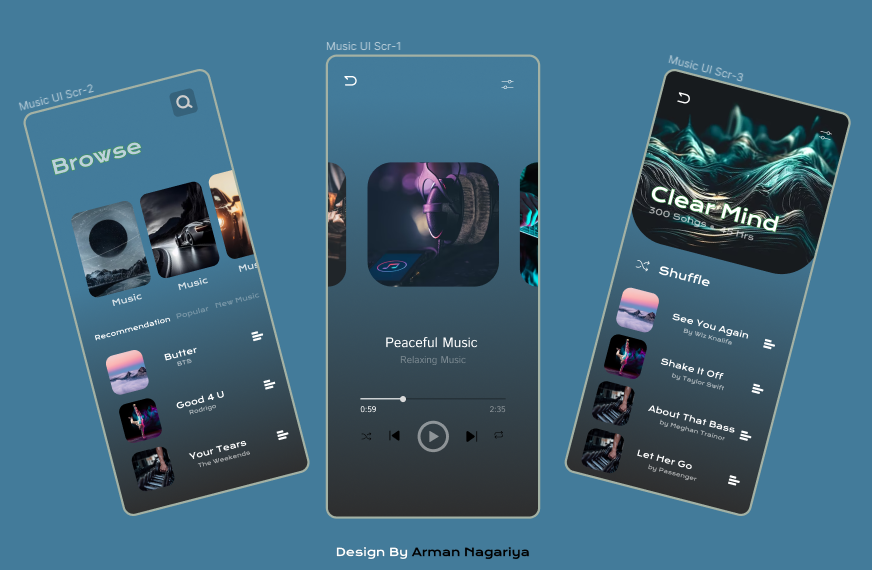 Music UI Scr-2
Browse
Music
Music
Mus
Recommendation Popular New Music
Butter
BTS
Good 4 U
Rodrigo
Your Tears
The Weekends
Music UI Scr-1
Peaceful Music
Relaxing Music
0:59 2:35
Music UI Scr-3
Clear Mind
300 Songs • 45 Hrs
Shuffle
See You Again
By Wiz Khalifa
Shake It Off
by Taylor Swift
About That Bass
by Meghan Trainor
Let Her Go
by Passenger
Design By Arman Nagariya